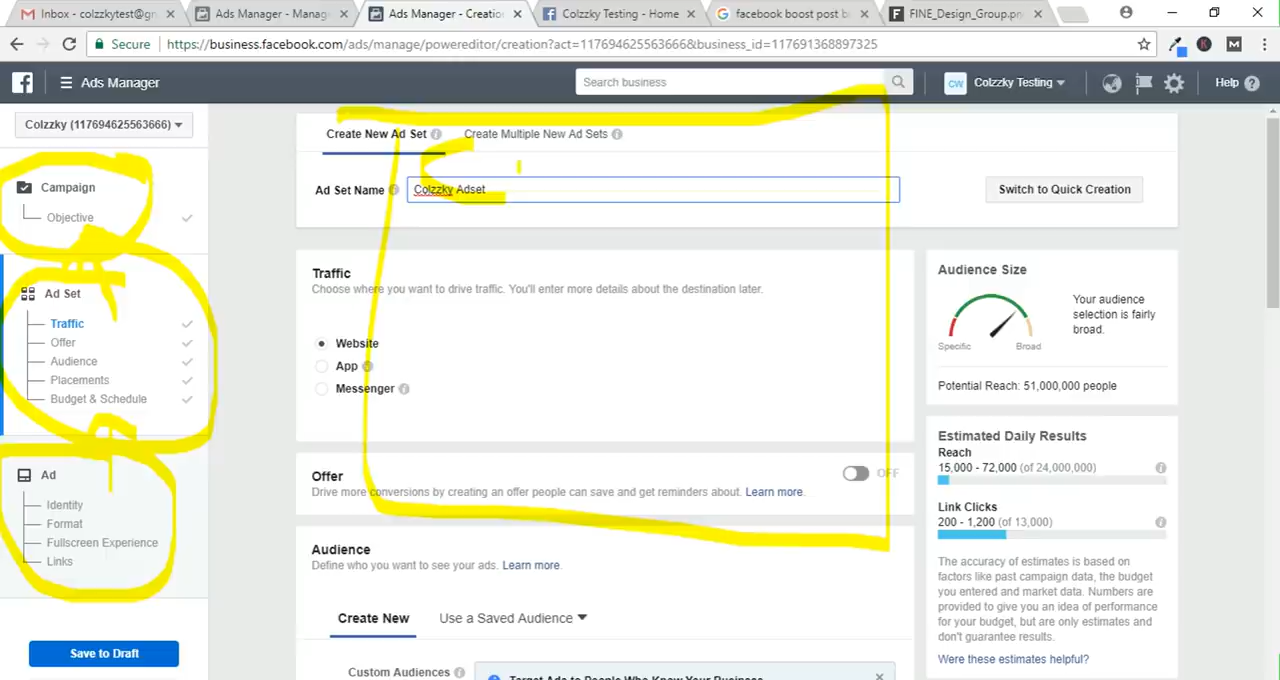 Inbox - colzzkytest@gm
Ads Manager - Manag
Ads Manager - Creatio
Colzzky Testing - Home
facebook boost post b
FINE_Design_Group.pn
Secure
https://business.facebook.com/ads/manage/powereditor/creation?act=117694625563666&business_id=117691368897325
Ads Manager
Search business
CW
Colzzky Testing
Help
Colzzky (117694625563666)
Campaign
Objective
Ad Set
Traffic
Offer
Audience
Placements
Budget & Schedule
Ad
Identity
Format
Fullscreen Experience
Links
Save to Draft
Create New Ad Set
Create Multiple New Ad Sets
Ad Set Name
Colzzky Adset
Switch to Quick Creation
Traffic
Choose where you want to drive traffic. You'll enter more details about the destination later.
Website
App
Messenger
Offer
OFF
Drive more conversions by creating an offer people can save and get reminders about. Learn more.
Audience
Define who you want to see your ads. Learn more.
Create New
Use a Saved Audience
Custom Audiences
Target Ads to People Who Know Your Business
Audience Size
Specific
Broad
Your audience
selection is fairly
broad.
Potential Reach: 51,000,000 people
Estimated Daily Results
Reach
15,000 - 72,000 (of 24,000,000)
Link Clicks
200 - 1,200 (of 13,000)
The accuracy of estimates is based on
factors like past campaign data, the budget
you entered and market data. Numbers are
provided to give you an idea of performance
for your budget, but are only estimates and
don't guarantee results.
Were these estimates helpful?